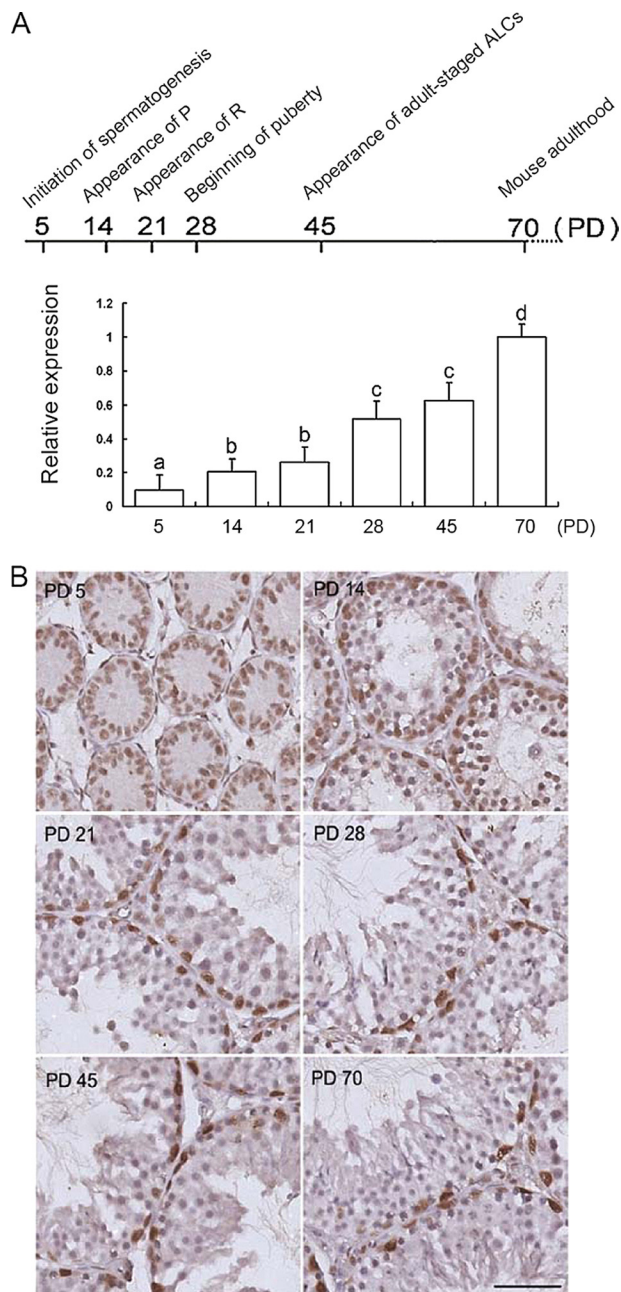 A
Initiation of spermatogenesis
Appearance of P
Appearance of R
Beginning of puberty
Appearance of adult-staged ALCs
Mouse adulthood
5 14 21 28 45 70 (PD)
Relative expression
1.2
1
0.8
0.6
0.4
0.2
0
a b b c c d
5 14 21 28 45 70 (PD)
B
PD 5 PD 14
PD 21 PD 28
PD 45 PD 70